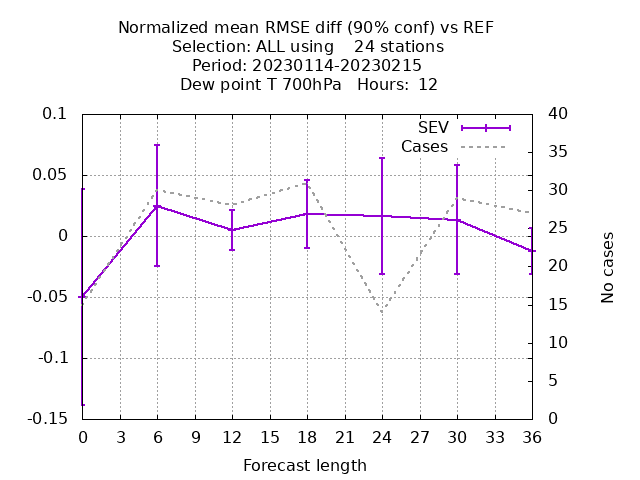 Normalized mean RMSE diff (90% conf) vs REF
Selection: ALL using    24 stations
Period: 20230114-20230215
Dew point T 700hPa   Hours:  12
0.1
0.05
0
-0.05
-0.1
-0.15
SEV
Cases
40
35
30
25
20
15
10
5
0
No cases
0 3 6 9 12 15 18 21 24 27 30 33 36
Forecast length